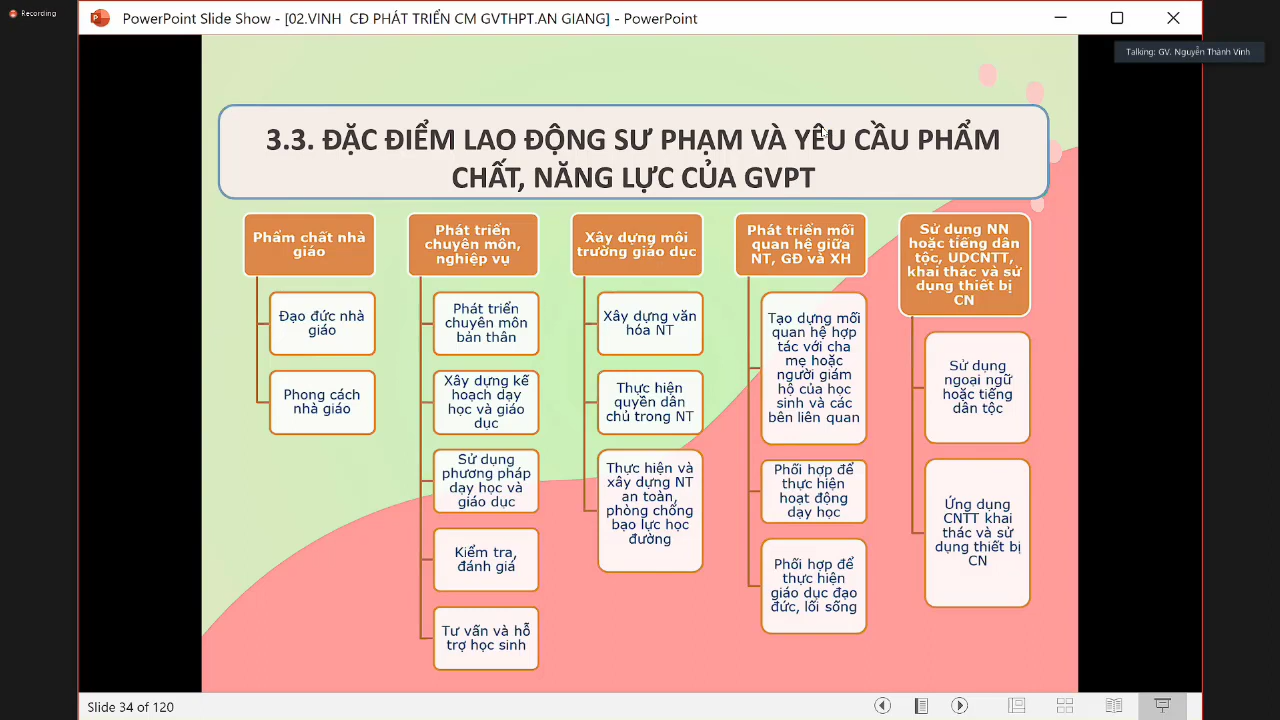 Recording
PowerPoint Slide Show - [02.VINH CĐ PHÁT TRIỂN CM GVTHPT.AN GIANG] - PowerPoint
Talking: GV. Nguyễn Thành Vinh
3.3. ĐẶC ĐIỂM LAO ĐỘNG SƯ PHẠM VÀ YÊU CẦU PHẨM
CHẤT, NĂNG LỰC CỦA GVPT
Phẩm chất nhà
giáo
Đạo đức nhà
giáo
Phong cách
nhà giáo
Phát triển
chuyên môn,
nghiệp vụ
Phát triển
chuyên môn
bản thân
Xây dựng kế
hoạch dạy
học và giáo
dục
Sử dụng
phương pháp
dạy học và
giáo dục
Kiểm tra,
đánh giá
Tư vấn và hỗ
trợ học sinh
Xây dựng môi
trường giáo dục
Xây dựng văn
hóa NT
Thực hiện
quyền dân
chủ trong NT
Thực hiện và
xây dựng NT
an toàn,
phòng chống
bạo lực học
đường
Phát triển mối
quan hệ giữa
NT, GĐ và XH
Tạo dựng mối
quan hệ hợp
tác với cha
mẹ hoặc
người giám
hộ của học
sinh và các
bên liên quan
Phối hợp để
thực hiện
hoạt động
dạy học
Phối hợp để
thực hiện
giáo dục đạo
đức, lối sống
Sử dụng NN
hoặc tiếng dân
tộc, UDCNTT,
khai thác và sử
dụng thiết bị
CN
Sử dụng
ngoại ngữ
hoặc tiếng
dân tộc
Ứng dụng
CNTT khai
thác và sử
dụng thiết bị
CN
Slide 34 of 120